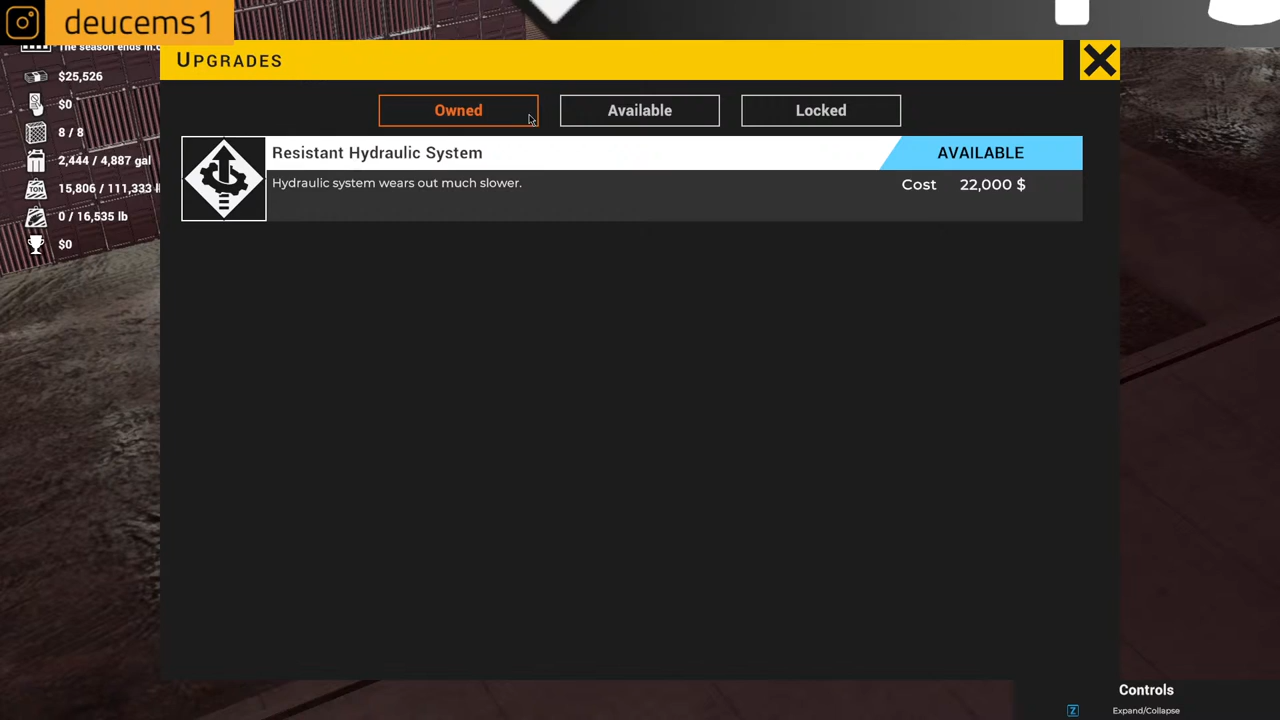 deucems1
The season ends in:
$25,526
$0
8 / 8
2,444 / 4,887 gal
15,806 / 111,333 l
0 / 16,535 lb
$0
UPGRADES
Owned
Available
Locked
Resistant Hydraulic System
AVAILABLE
Hydraulic system wears out much slower.
Cost 22,000 $
Controls
Z Expand/Collapse